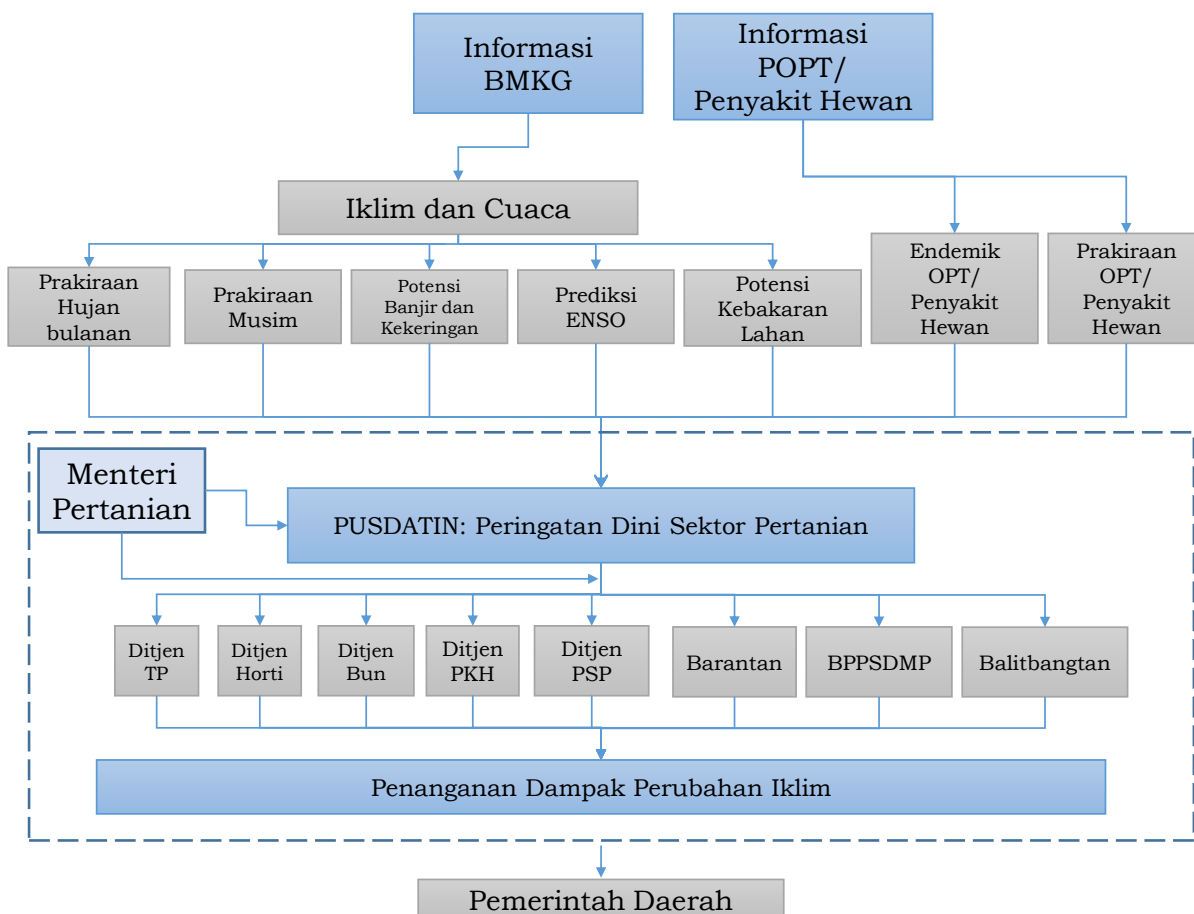 Informasi
BMKG
Informasi
POPT/
Penyakit Hewan
Iklim dan Cuaca
Prakiraan
Hujan
bulanan
Prakiraan
Musim
Potensi
Banjir dan
Kekeringan
Prediksi
ENSO
Potensi
Kebakaran
Lahan
Endemik
OPT/
Penyakit
Hewan
Prakiraan
OPT/
Penyakit
Hewan
Menteri
Pertanian
PUSDATIN: Peringatan Dini Sektor Pertanian
Ditjen
TP
Ditjen
Horti
Ditjen
Bun
Ditjen
PKH
Ditjen
PSP
Barantan
BPPSDMP
Balitbangtan
Penanganan Dampak Perubahan Iklim
Pemerintah Daerah